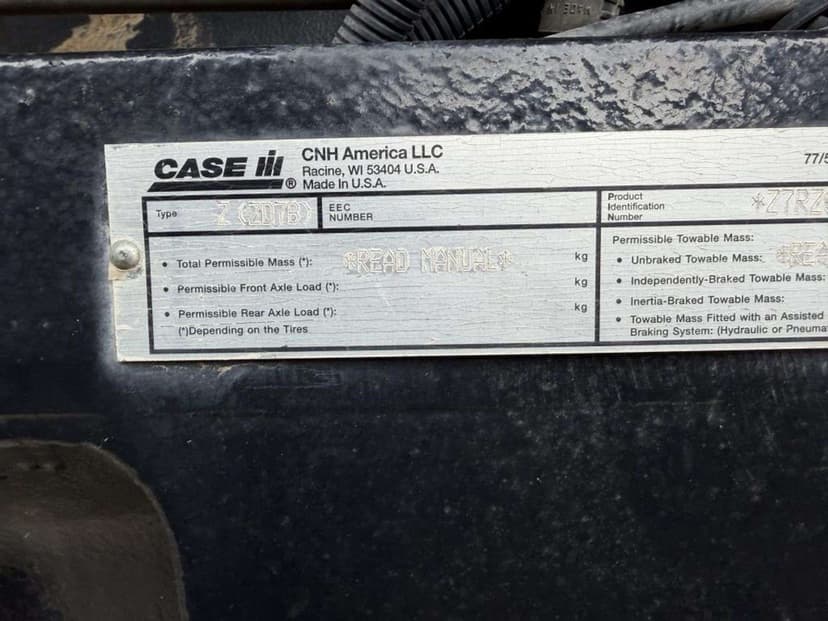 CASE IH ®
CNH America LLC
Racine, WI 53404 U.S.A.
Made in U.S.A.
77/5
Type
EEC
NUMBER
Product
Identification
Number
*Z7RZ
• Total Permissible Mass (*): *READ MANUAL* kg
• Permissible Front Axle Load (*): kg
• Permissible Rear Axle Load (*): kg
(*)Depending on the Tires
Permissible Towable Mass:
• Unbraked Towable Mass:
• Independently-Braked Towable Mass:
• Inertia-Braked Towable Mass:
• Towable Mass Fitted with an Assisted
Braking System: (Hydraulic or Pneuma